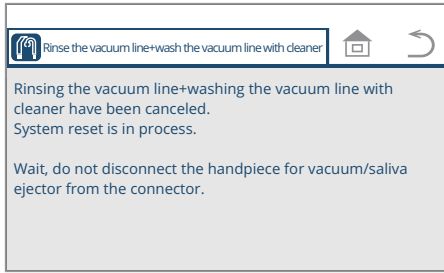 Rinse the vacuum line+wash the vacuum line with cleaner
Rinsing the vacuum line+washing the vacuum line with
cleaner have been canceled.
System reset is in process.
Wait, do not disconnect the handpiece for vacuum/saliva
ejector from the connector.